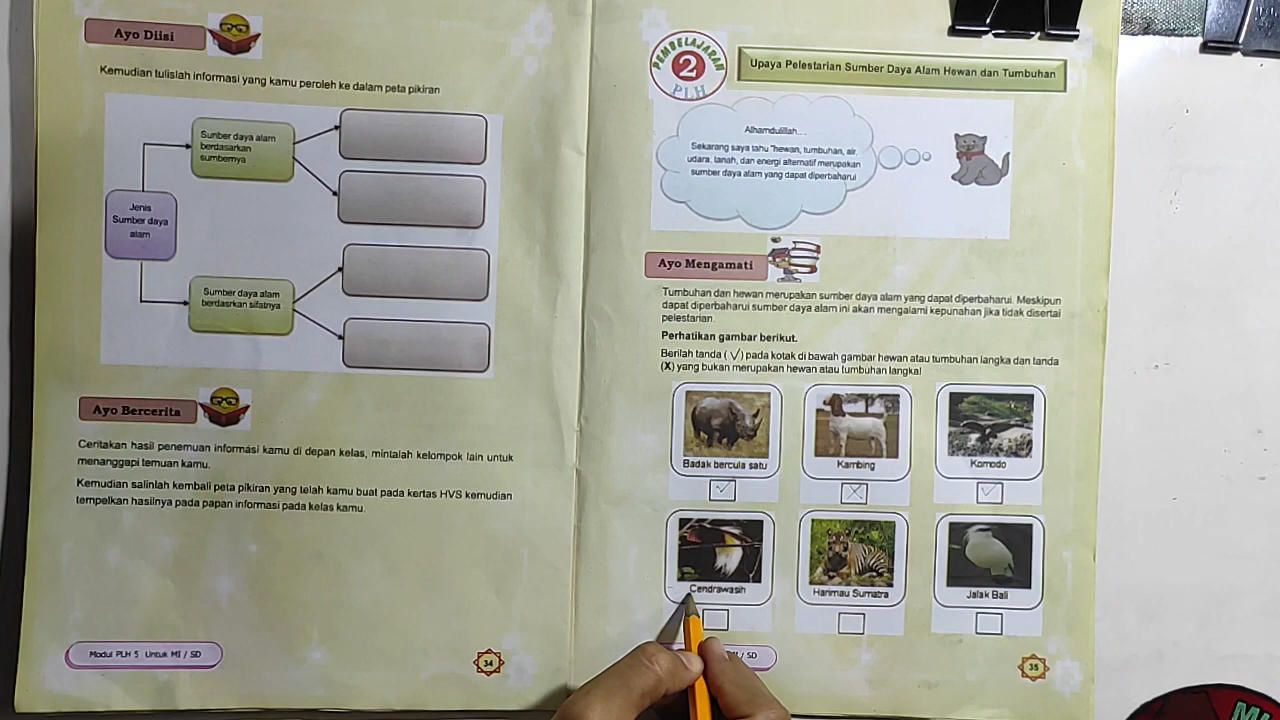 Ayo Diisi
Kemudian tulislah informasi yang kamu peroleh ke dalam peta pikiran
Sunber daya alam
berdasarkan
sumbernya
Jenis
Sumber daya
alam
Sumber daya alam
berdasrkan sifatnya
Ayo Bercerita
Ceritakan hasil penemuan informasi kamu di depan kelas, mintalah kelompok lain untuk
menanggapi temuan kamu.
Kemudian salinlah kembali peta pikiran yang telah kamu buat pada kertas HVS kemudian
tempelkan hasilnya pada papan informasi pada kelas kamu.
Modul PLH 5 Untuk MI / SD
34
PEMBELAJARAN
2
PLH
Upaya Pelestarian Sumber Daya Alam Hewan dan Tumbuhan
Alhamdulillah...
Sekarang saya tahu "hewan, tumbuhan, air,
udara, tanah, dan energi alternatif merupakan
sumber daya alam yang dapat diperbaharui
Ayo Mengamati
Tumbuhan dan hewan merupakan sumber daya alam yang dapat diperbaharui. Meskipun
dapat diperbaharui sumber daya alam ini akan mengalami kepunahan jika tidak disertai
pelestarian.
Perhatikan gambar berikut.
Berilah tanda ( √ ) pada kotak di bawah gambar hewan atau tumbuhan langka dan tanda
(X) yang bukan merupakan hewan atau tumbuhan langka!
Badak bercula satu
Kambing
Komodo
Cendrawasih
Harimau Sumatra
Jalak Bali
/ SD
35